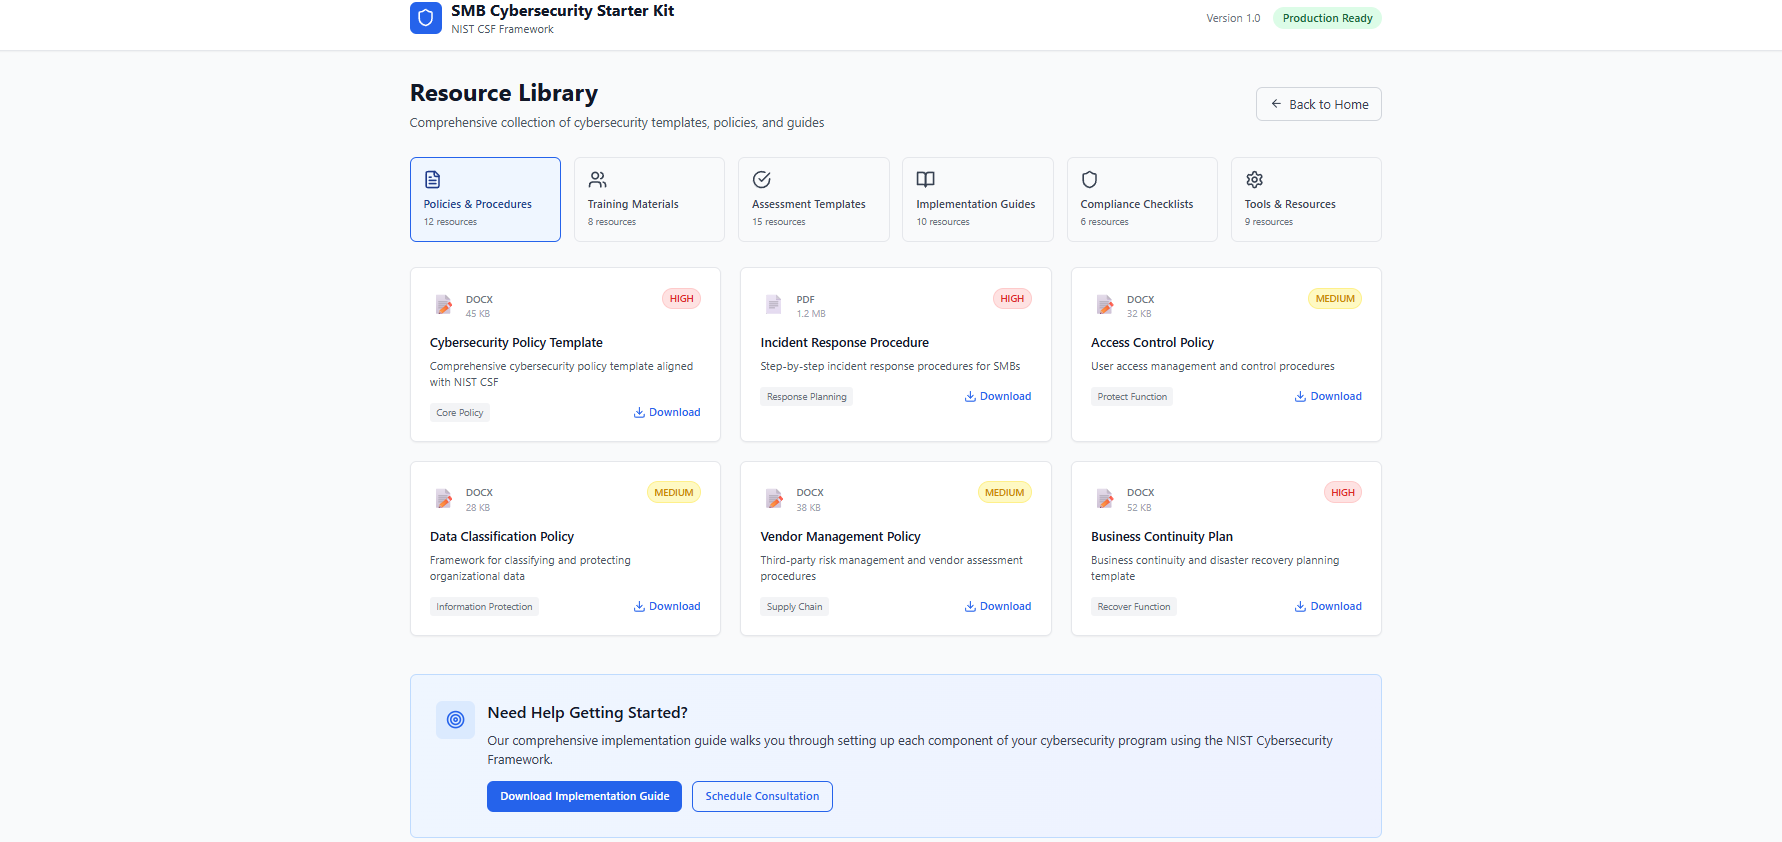 SMB Cybersecurity Starter Kit
NIST CSF Framework
Version 1.0
Production Ready
Resource Library
Comprehensive collection of cybersecurity templates, policies, and guides
Back to Home
Policies & Procedures
12 resources
Training Materials
8 resources
Assessment Templates
15 resources
Implementation Guides
10 resources
Compliance Checklists
6 resources
Tools & Resources
9 resources
DOCX
45 KB
HIGH
Cybersecurity Policy Template
Comprehensive cybersecurity policy template aligned
with NIST CSF
Core Policy
Download
PDF
1.2 MB
HIGH
Incident Response Procedure
Step-by-step incident response procedures for SMBs
Response Planning
Download
DOCX
32 KB
MEDIUM
Access Control Policy
User access management and control procedures
Protect Function
Download
DOCX
28 KB
MEDIUM
Data Classification Policy
Framework for classifying and protecting
organizational data
Information Protection
Download
DOCX
38 KB
MEDIUM
Vendor Management Policy
Third-party risk management and vendor assessment
procedures
Supply Chain
Download
DOCX
52 KB
HIGH
Business Continuity Plan
Business continuity and disaster recovery planning
template
Recover Function
Download
Need Help Getting Started?
Our comprehensive implementation guide walks you through setting up each component of your cybersecurity program using the NIST Cybersecurity
Framework.
Download Implementation Guide
Schedule Consultation